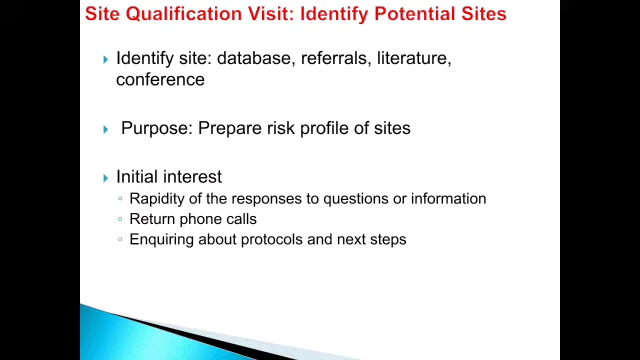 Site Qualification Visit: Identify Potential Sites
Identify site: database, referrals, literature,
conference
Purpose: Prepare risk profile of sites
Initial interest
Rapidity of the responses to questions or information
Return phone calls
Enquiring about protocols and next steps